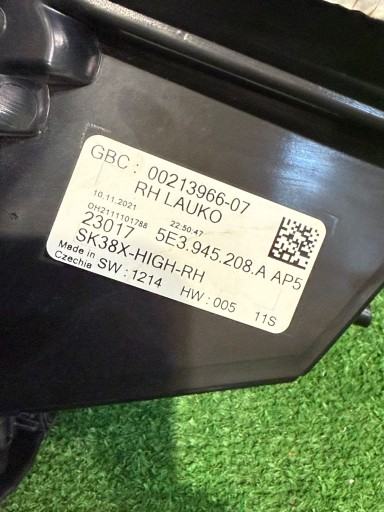 GBC: 00213966-07
RH LAUKO
10.11.2021 22:50:47
OH2111101788
23017 5E3.945.208.A AP5
SK38X-HIGH-RH
Made in Czechie SW:1214 HW:005 11S